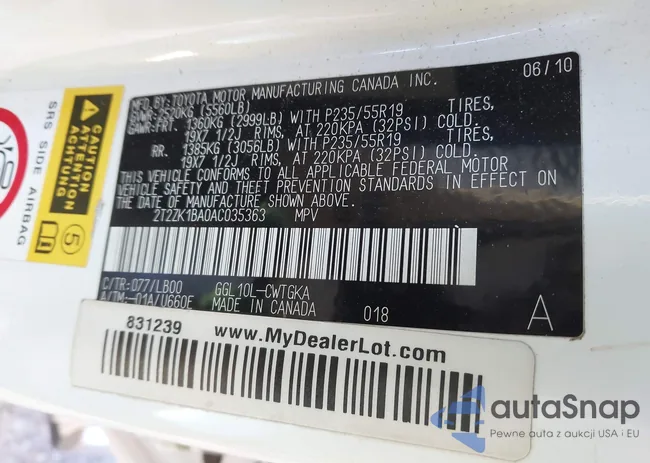 MFD.BY:TOYOTA MOTOR MANUFACTURING CANADA INC. 06/10
GVWR:2520KG(5560LB)
GAWR:FRT. 1360KG (2999LB) WITH P235/55R19 TIRES,
19X7 1/2J RIMS, AT 220KPA (32PSI) COLD.
RR. 1385KG (3056LB) WITH P235/55R19 TIRES,
19X7 1/2J RIMS, AT 220KPA (32PSI) COLD.
THIS VEHICLE CONFORMS TO ALL APPLICABLE FEDERAL MOTOR
VEHICLE SAFETY AND THEFT PREVENTION STANDARDS IN EFFECT ON
THE DATE OF MANUFACTURE SHOWN ABOVE.
2T2ZK1BA0AC035363 MPV
C/TR:077/LB00 GGL10L-CWTGKA
A/TM:-01A/U660E MADE IN CANADA 018 A
SRS SIDE AIRBAG
CAUTION
ATTENTION
ACHTUNG
5
831239 www.MyDealerLot.com
autaSnap
Pewne auta z aukcji USA i EU